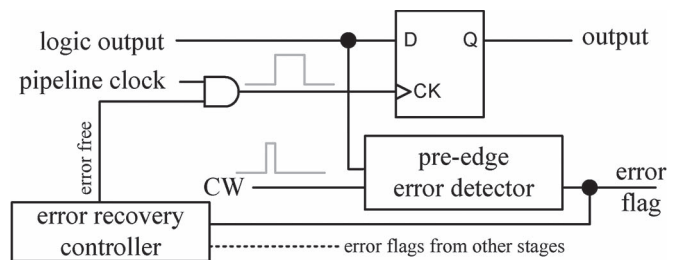 logic output
D
Q
output
pipeline clock
CK
error free
pre-edge
error detector
CW
error
flag
error recovery
controller
error flags from other stages